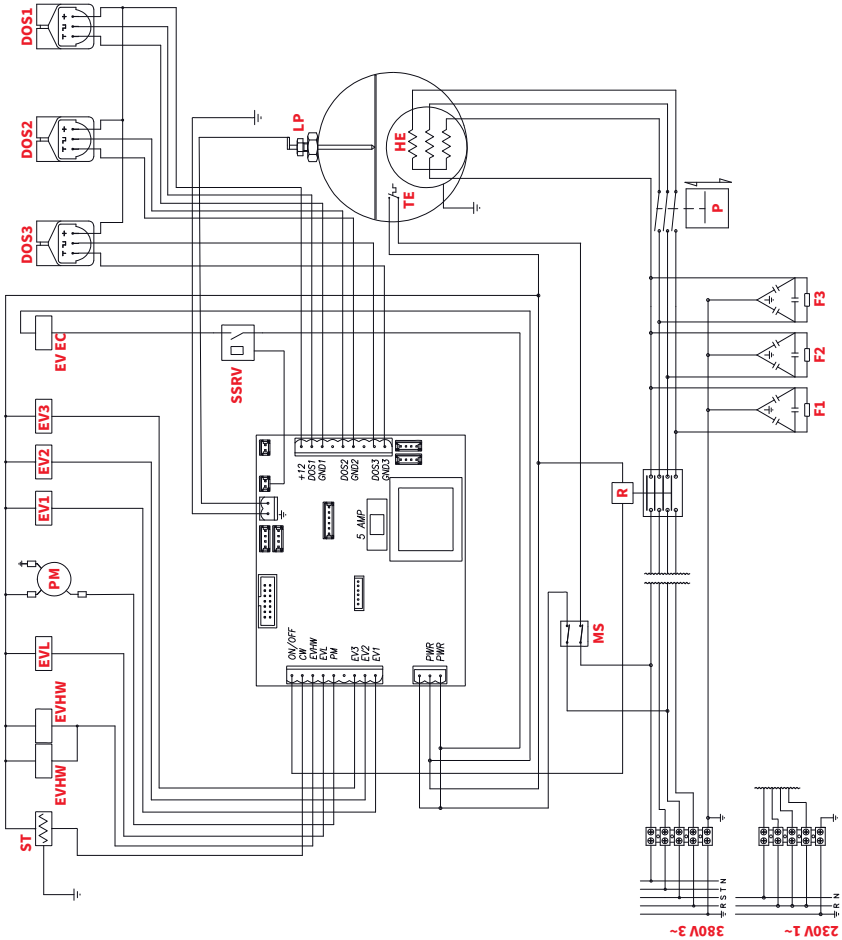 DOS1
DOS2
DOS3
LP
HE
TE
P
EV EC
SSRV
F3
F2
F1
EV3
EV2
EV1
PM
EVL
EVHW
EVHW
ST
R
MS
+12
DOS1
GND1
DOS2
GND2
DOS3
GND3
5 AMP
ON/OFF
CW
EVHW
EVL
PM
EV3
EV2
EV1
PWR
PWR
R S T N
380V 3~
R N
230V 1~